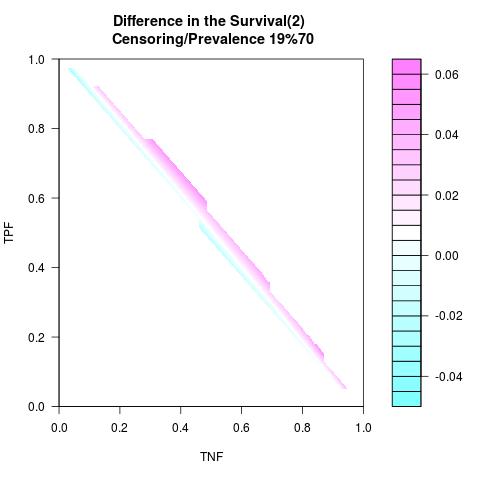 Difference in the Survival(2)
Censoring/Prevalence 19%70
1.0
0.8
0.6
0.4
0.2
0.0
TPF
0.0 0.2 0.4 0.6 0.8 1.0
TNF
0.06
0.04
0.02
0.00
-0.02
-0.04